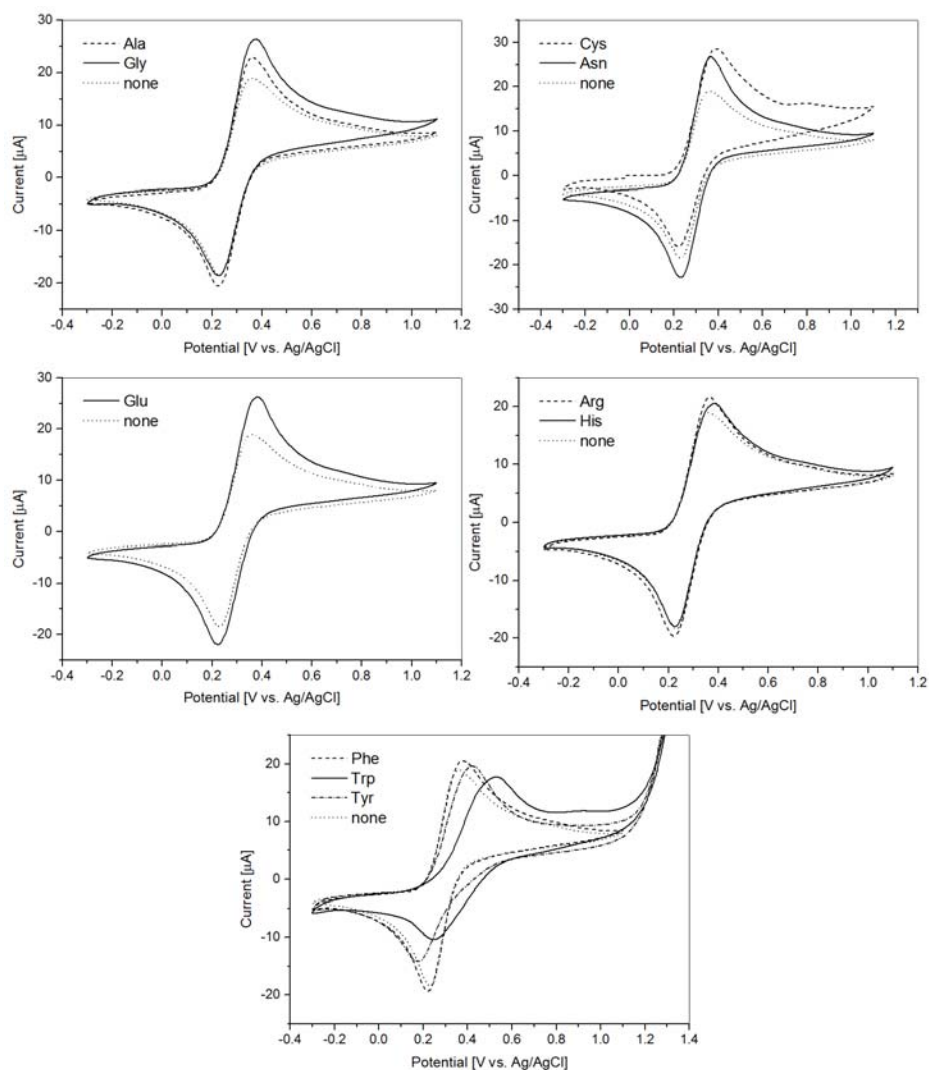 30
20
10
0
-10
-20
Current [µA]
Ala
Gly
none
-0.4 -0.2 0.0 0.2 0.4 0.6 0.8 1.0 1.2
Potential [V vs. Ag/AgCl]
30
20
10
0
-10
-20
-30
Current [µA]
Cys
Asn
none
-0.4 -0.2 0.0 0.2 0.4 0.6 0.8 1.0 1.2
Potential [V vs. Ag/AgCl]
30
20
10
0
-10
-20
Current [µA]
Glu
none
-0.4 -0.2 0.0 0.2 0.4 0.6 0.8 1.0 1.2
Potential [V vs. Ag/AgCl]
30
20
10
0
-10
-20
Current [µA]
Arg
His
none
-0.4 -0.2 0.0 0.2 0.4 0.6 0.8 1.0 1.2
Potential [V vs. Ag/AgCl]
20
10
0
-10
-20
Current [µA]
Phe
Trp
Tyr
none
-0.4 -0.2 0.0 0.2 0.4 0.6 0.8 1.0 1.2 1.4
Potential [V vs. Ag/AgCl]